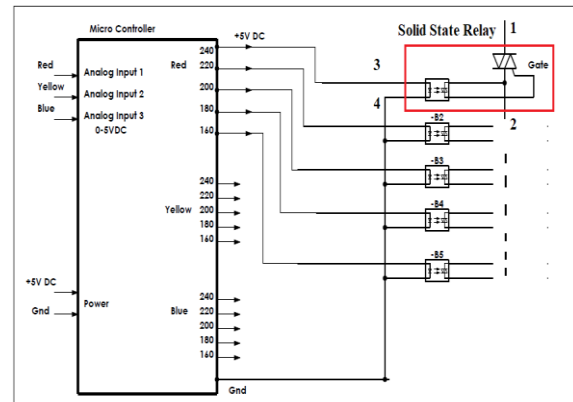 Micro Controller
+5V DC
Solid State Relay
1
240
Red
Red
220
3
Gate
Analog Input 1
Yellow
200
Analog Input 2
4
Blue
180
Analog Input 3
0-5VDC
160
-B2
2
-B3
240
220
Yellow
200
-B4
180
160
-B5
+5V DC
240
Gnd
Power
Blue
220
200
180
160
Gnd